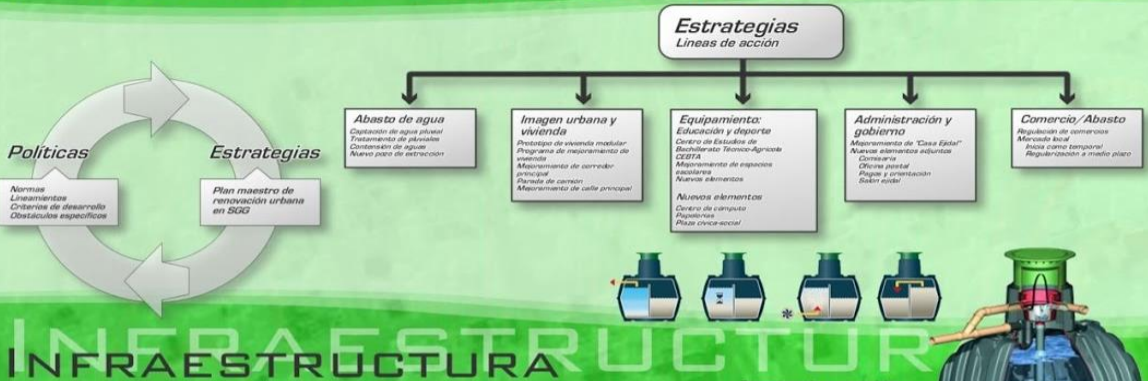 Políticas
Normas
Lineamientos
Criterios de desarrollo
Obstáculos específicos
Estrategias
Plan maestro de
renovación urbana
en SGG
Estrategias
Líneas de acción
Abasto de agua
Captación de agua pluvial
Tratamiento de pluviales
Contensión de aguas
Nuevo pozo de extracción
Imagen urbana y
vivienda
Prototipo de vivienda modular
Programa de mejoramiento de
vivienda
Mejoramiento de corredor
principal
Parada de camión
Mejoramiento de calle principal
Equipamiento:
Educación y deporte
Centro de Estudios de
Bachillerato Técnico-Agrícola
CEBTA
Mejoramiento de espacios
escolares
Nuevos elementos
Nuevos elementos
Centro de cómputo
Papelerías
Plaza cívica-social
Administración y
gobierno
Mejoramiento de "Casa Ejidal"
Nuevos elementos adjuntos
Comisaría
Oficina postal
Pagos y orientación
Salón ejidal
Comercio/Abasto
Regulación de comercios
Mercado local
Inicia como temporal
Regularización a medio plazo
INFRAESTRUCTUR
INFRAESTRUCTURA